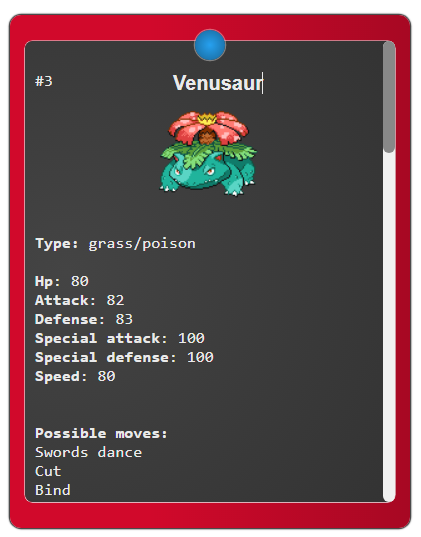 #3 Venusaur
Type: grass/poison
Hp: 80
Attack: 82
Defense: 83
Special attack: 100
Special defense: 100
Speed: 80
Possible moves:
Swords dance
Cut
Bind